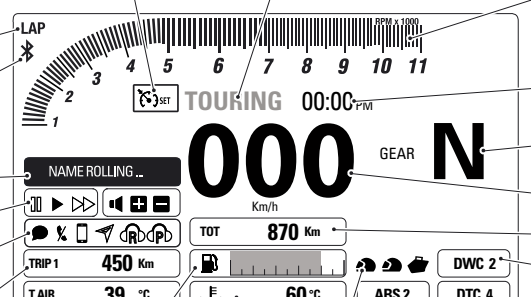 LAP
RPM x 1000
1 2 3 4 5 6 7 8 9 10 11
SET
TOURING 00:00 PM
NAME ROLLING ...
000
Km/h
GEAR N
R P
TOT 870 Km
TRIP 1 450 Km
DWC 2
T.AIR 39 °C
E 60 °C
ABS 2
DTC 4